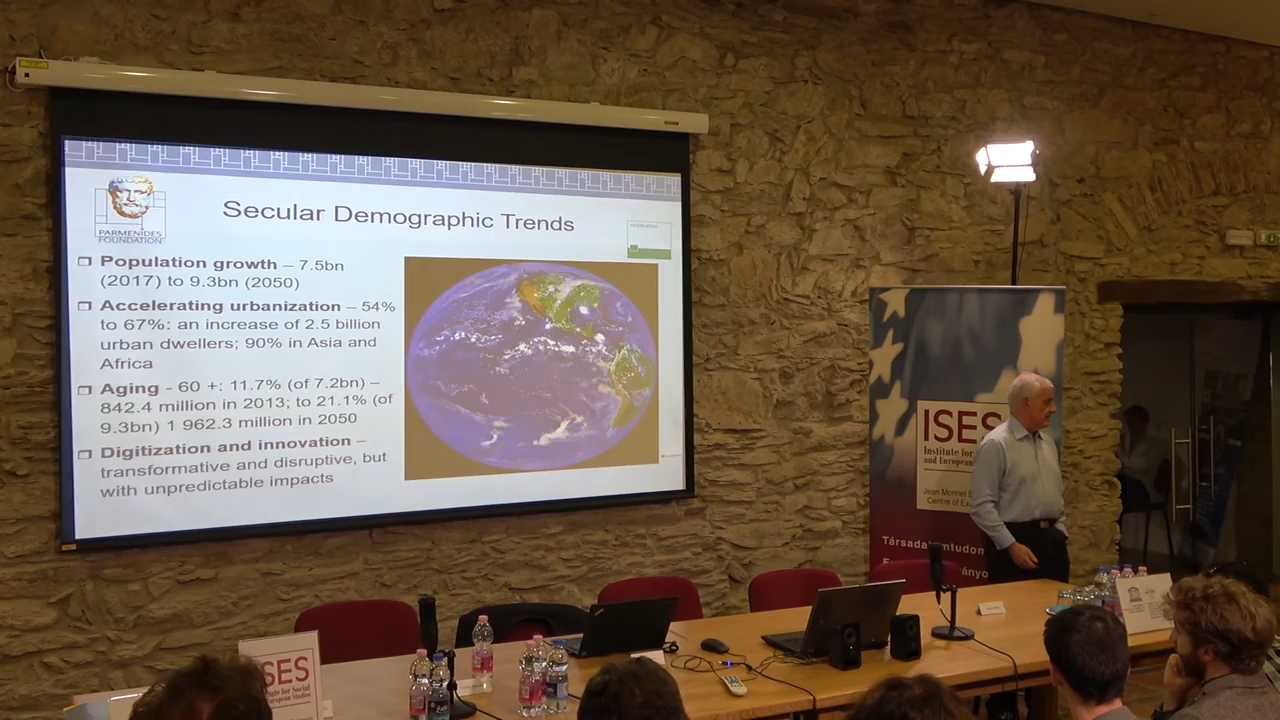 Secular Demographic Trends
PARMENIDES
FOUNDATION
Population growth – 7.5bn
(2017) to 9.3bn (2050)
Accelerating urbanization – 54%
to 67%: an increase of 2.5 billion
urban dwellers; 90% in Asia and
Africa
Aging - 60 +: 11.7% (of 7.2bn) –
842.4 million in 2013; to 21.1% (of
9.3bn) 1 962.3 million in 2050
Digitization and innovation –
transformative and disruptive, but
with unpredictable impacts
ISES
Institute for
and European
Jean Monnet
Centre of
SES